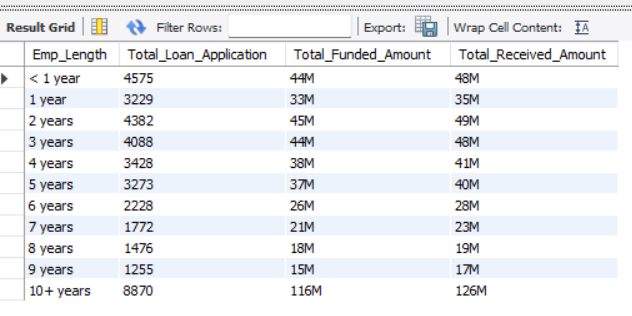 Result Grid Filter Rows: Export: Wrap Cell Content: IA
Emp_Length Total_Loan_Application Total_Funded_Amount Total_Received_Amount
< 1 year 4575 44M 48M
1 year 3229 33M 35M
2 years 4382 45M 49M
3 years 4088 44M 48M
4 years 3428 38M 41M
5 years 3273 37M 40M
6 years 2228 26M 28M
7 years 1772 21M 23M
8 years 1476 18M 19M
9 years 1255 15M 17M
10+ years 8870 116M 126M